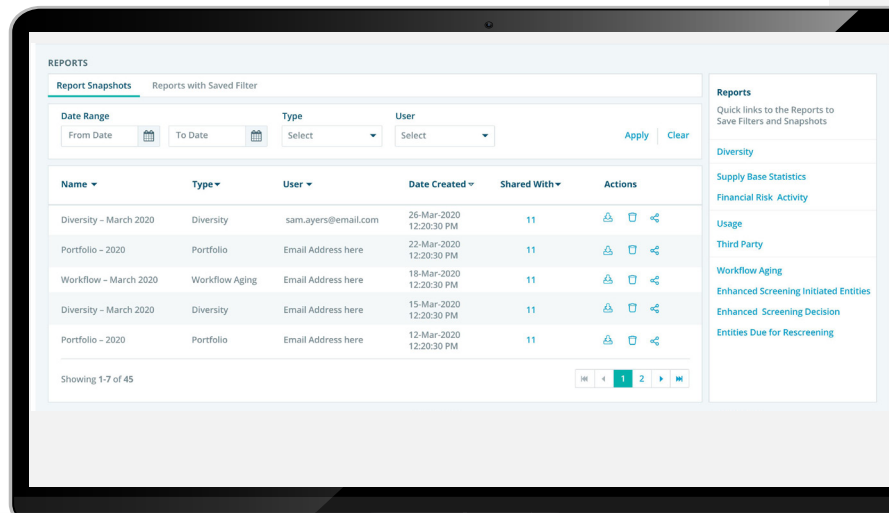 REPORTS
Report Snapshots Reports with Saved Filter
Date Range Type User
From Date To Date Select Select Apply Clear
Name Type User Date Created Shared With Actions
Diversity – March 2020 Diversity sam.ayers@email.com 26-Mar-2020 12:20:30 PM 11
Portfolio – 2020 Portfolio Email Address here 22-Mar-2020 12:20:30 PM 11
Workflow – March 2020 Workflow Aging Email Address here 18-Mar-2020 12:20:30 PM 11
Diversity – March 2020 Diversity Email Address here 15-Mar-2020 12:20:30 PM 11
Portfolio – 2020 Portfolio Email Address here 12-Mar-2020 12:20:30 PM 11
Showing 1-7 of 45 1 2
Reports
Quick links to the Reports to
Save Filters and Snapshots
Diversity
Supply Base Statistics
Financial Risk Activity
Usage
Third Party
Workflow Aging
Enhanced Screening Initiated Entities
Enhanced Screening Decision
Entities Due for Rescreening